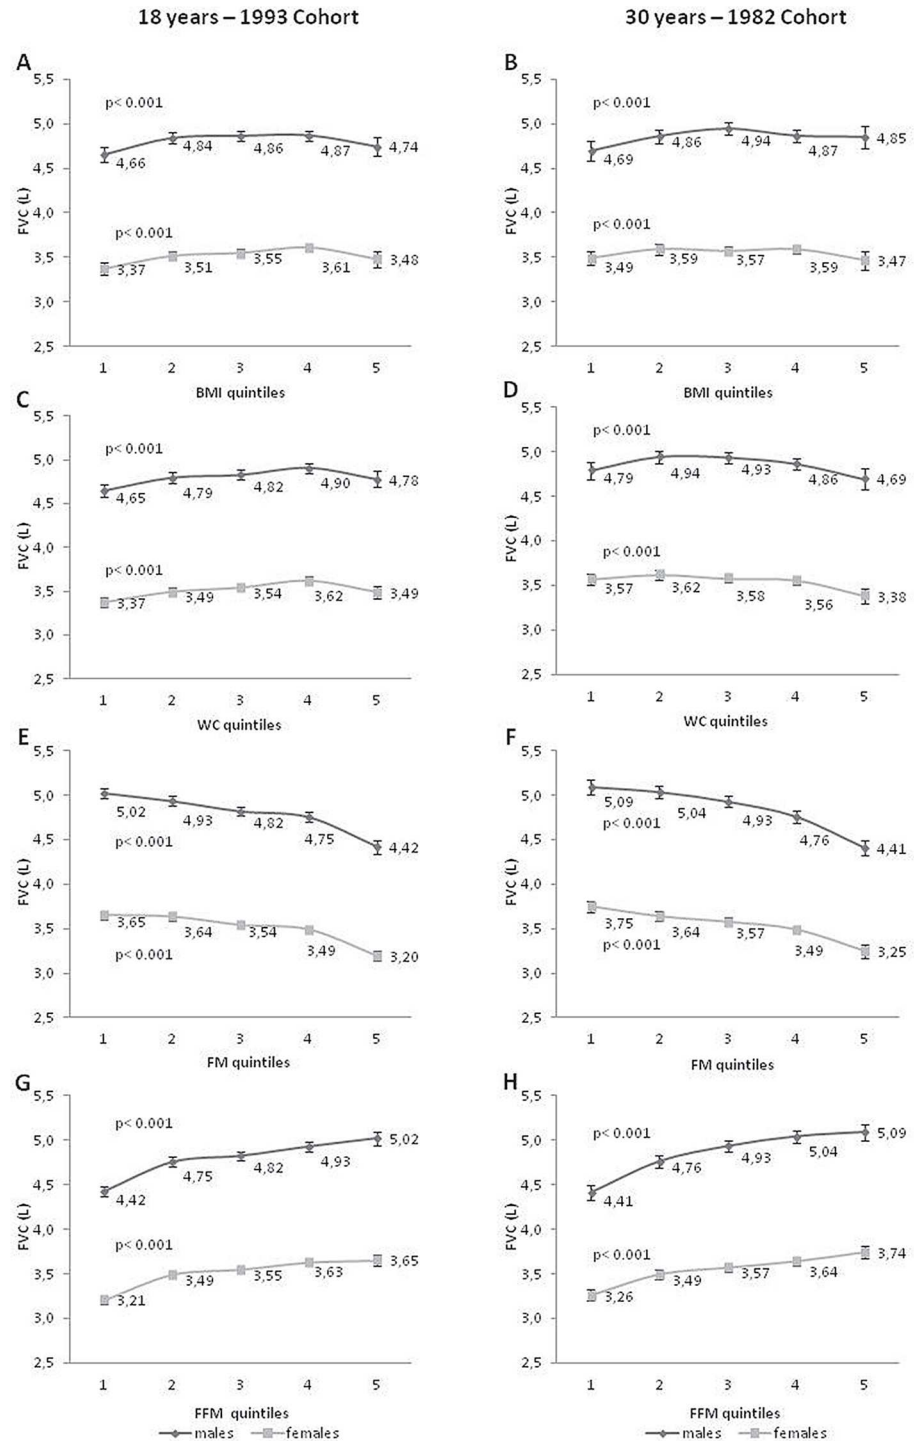 18 years – 1993 Cohort
30 years – 1982 Cohort
A
5,5
5,0
4,5
4,0
3,5
3,0
2,5
FVC (L)
p< 0.001
4,66
4,84
4,86
4,87
4,74
p< 0.001
3,37
3,51
3,55
3,61
3,48
1 2 3 4 5
BMI quintiles
B
5,5
5,0
4,5
4,0
3,5
3,0
2,5
FVC (L)
p< 0.001
4,69
4,86
4,94
4,87
4,85
p< 0.001
3,49
3,59
3,57
3,59
3,47
1 2 3 4 5
BMI quintiles
C
5,5
5,0
4,5
4,0
3,5
3,0
2,5
FVC (L)
p< 0.001
4,65
4,79
4,82
4,90
4,78
p< 0.001
3,37
3,49
3,54
3,62
3,49
1 2 3 4 5
WC quintiles
D
5,5
5,0
4,5
4,0
3,5
3,0
2,5
FVC (L)
p< 0.001
4,79
4,94
4,93
4,86
4,69
p< 0.001
3,57
3,62
3,58
3,56
3,38
1 2 3 4 5
WC quintiles
E
5,5
5,0
4,5
4,0
3,5
3,0
2,5
FVC (L)
5,02
4,93
4,82
4,75
4,42
p< 0.001
3,65
3,64
3,54
3,49
3,20
p< 0.001
1 2 3 4 5
FM quintiles
F
5,5
5,0
4,5
4,0
3,5
3,0
2,5
FVC (L)
5,09
5,04
4,93
4,76
4,41
p< 0.001
3,75
3,64
3,57
3,49
3,25
p< 0.001
1 2 3 4 5
FM quintiles
G
5,5
5,0
4,5
4,0
3,5
3,0
2,5
FVC (L)
p< 0.001
4,42
4,75
4,82
4,93
5,02
p< 0.001
3,21
3,49
3,55
3,63
3,65
1 2 3 4 5
FFM quintiles
males females
H
5,5
5,0
4,5
4,0
3,5
3,0
2,5
FVC (L)
p< 0.001
4,41
4,76
4,93
5,04
5,09
p< 0.001
3,26
3,49
3,57
3,64
3,74
1 2 3 4 5
FFM quintiles
males females